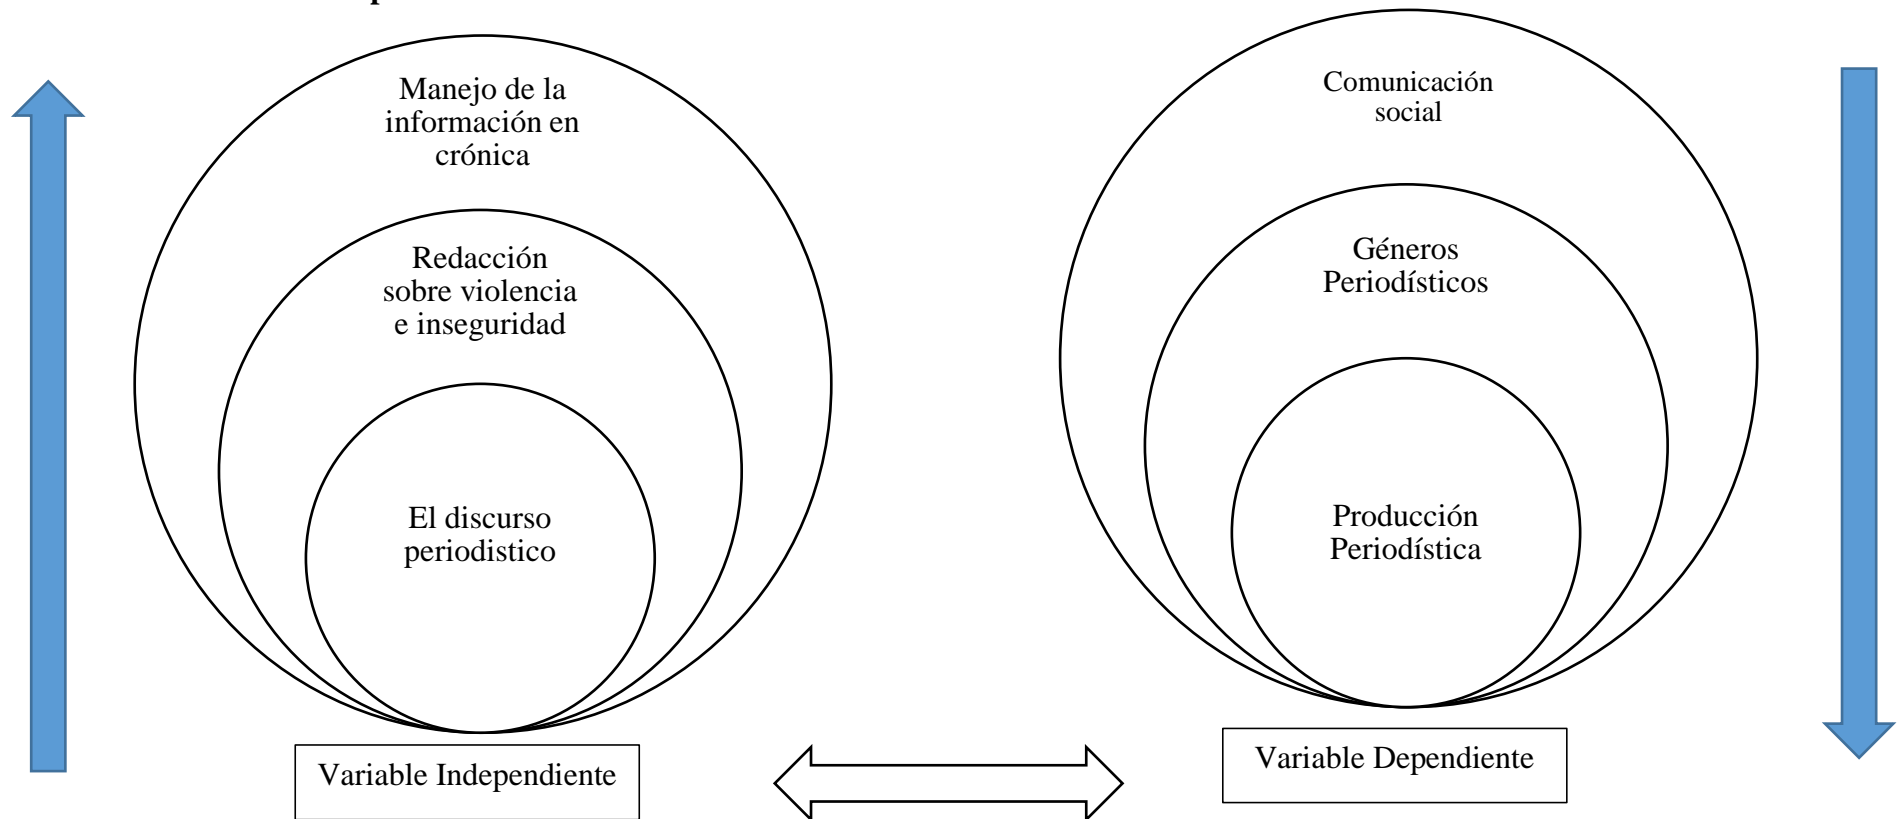 Manejo de la
información en
crónica
Redacción
sobre violencia
e inseguridad
El discurso
periodistico
Variable Independiente
Comunicación
social
Géneros
Periodísticos
Producción
Periodística
Variable Dependiente